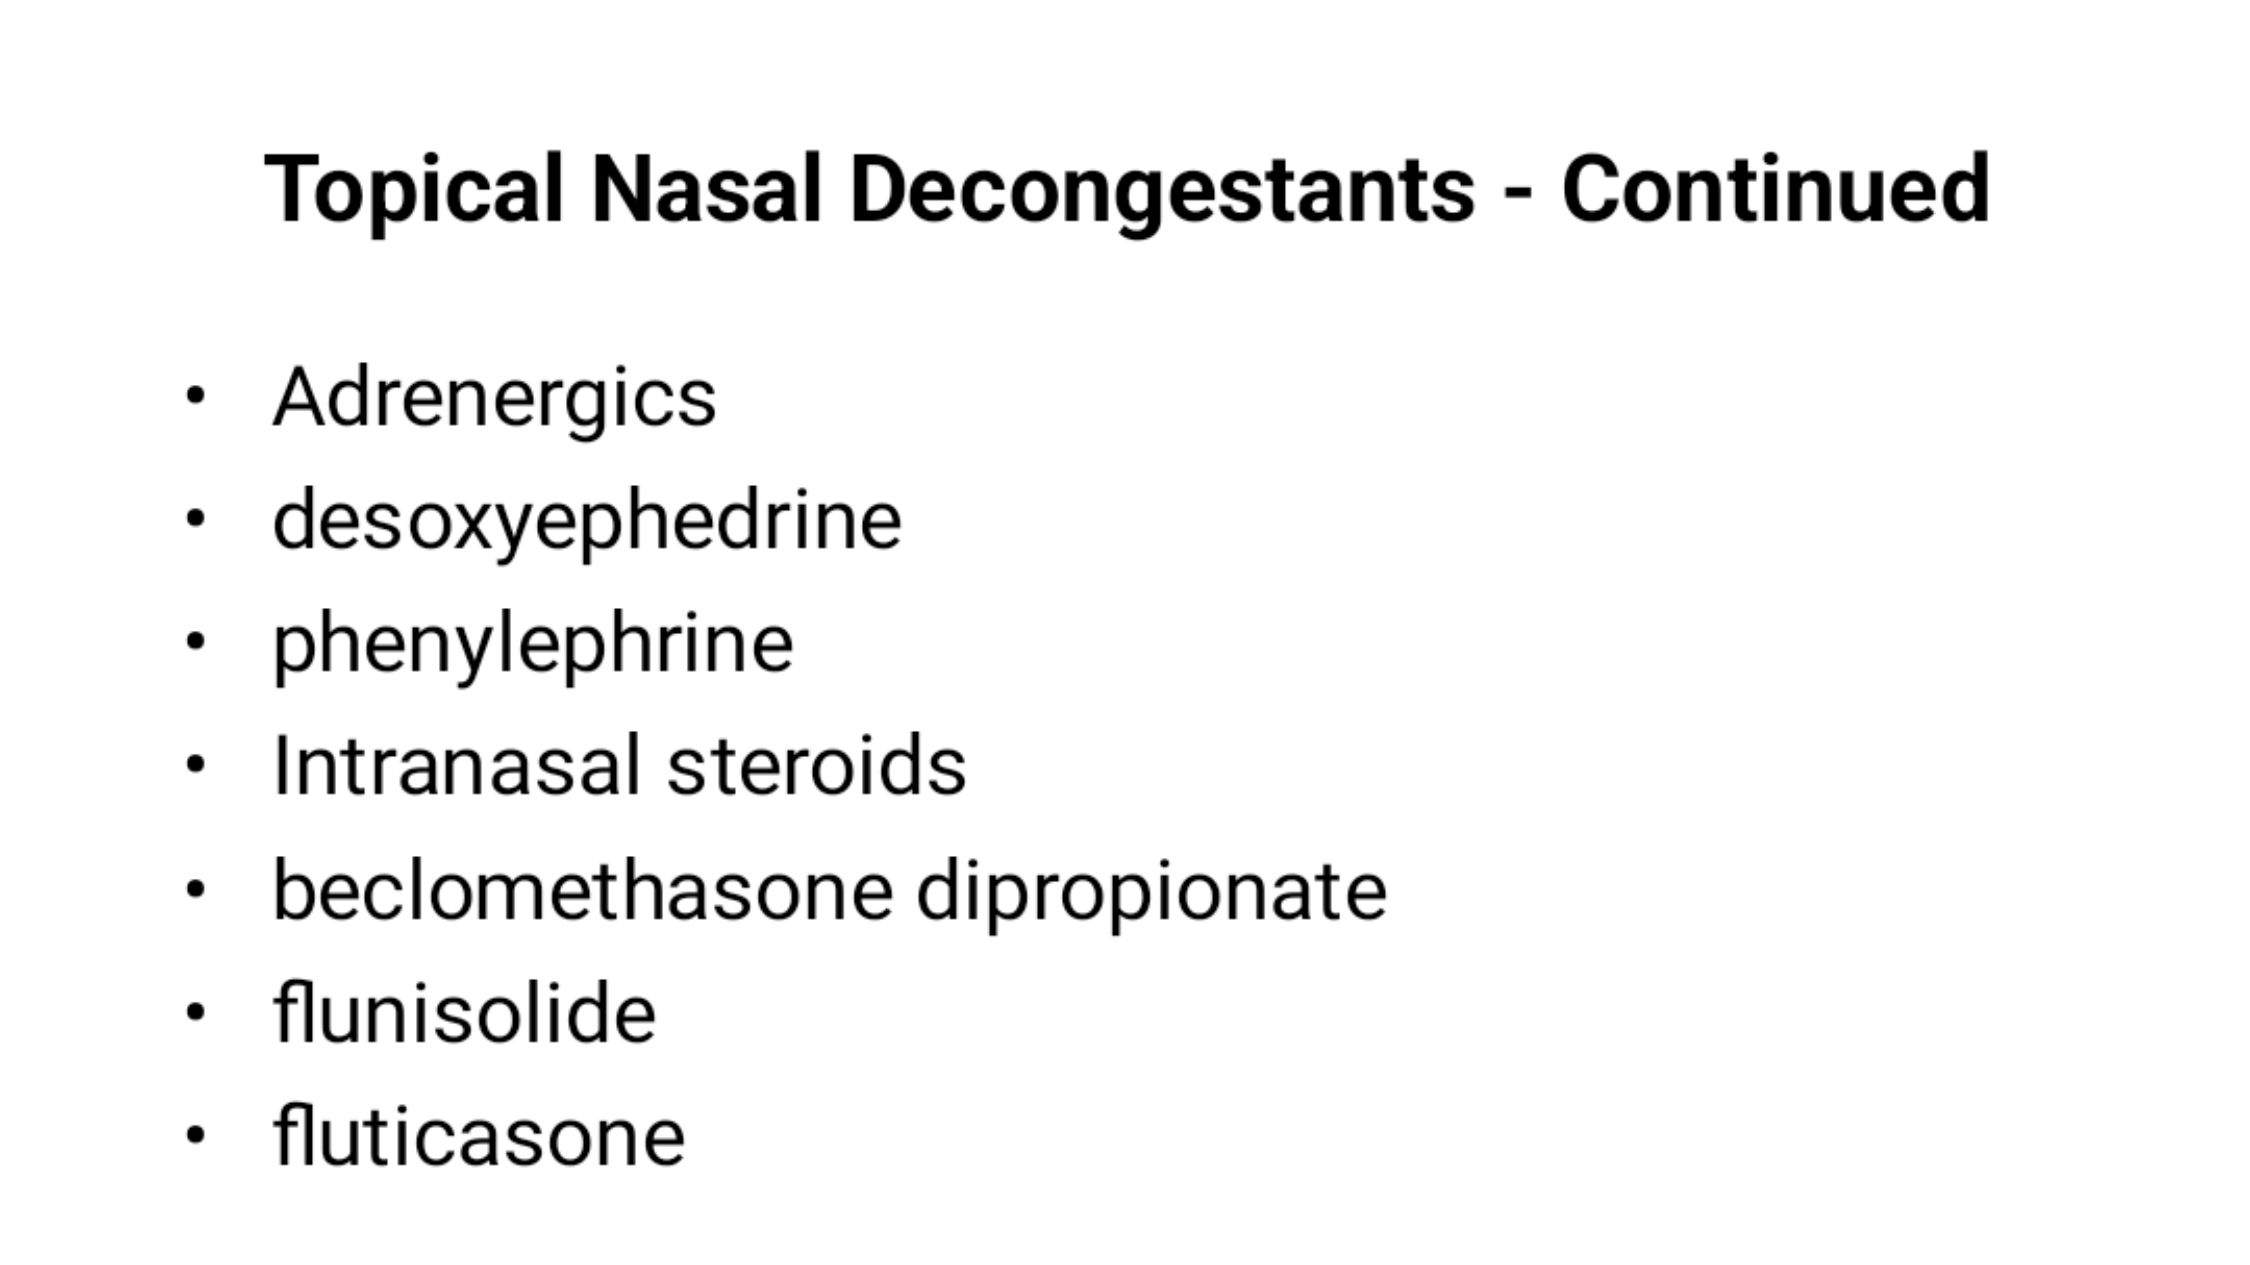 Topical Nasal Decongestants - Continued
• Adrenergics
• desoxyephedrine
• phenylephrine
• Intranasal steroids
• beclomethasone dipropionate
• flunisolide
• fluticasone